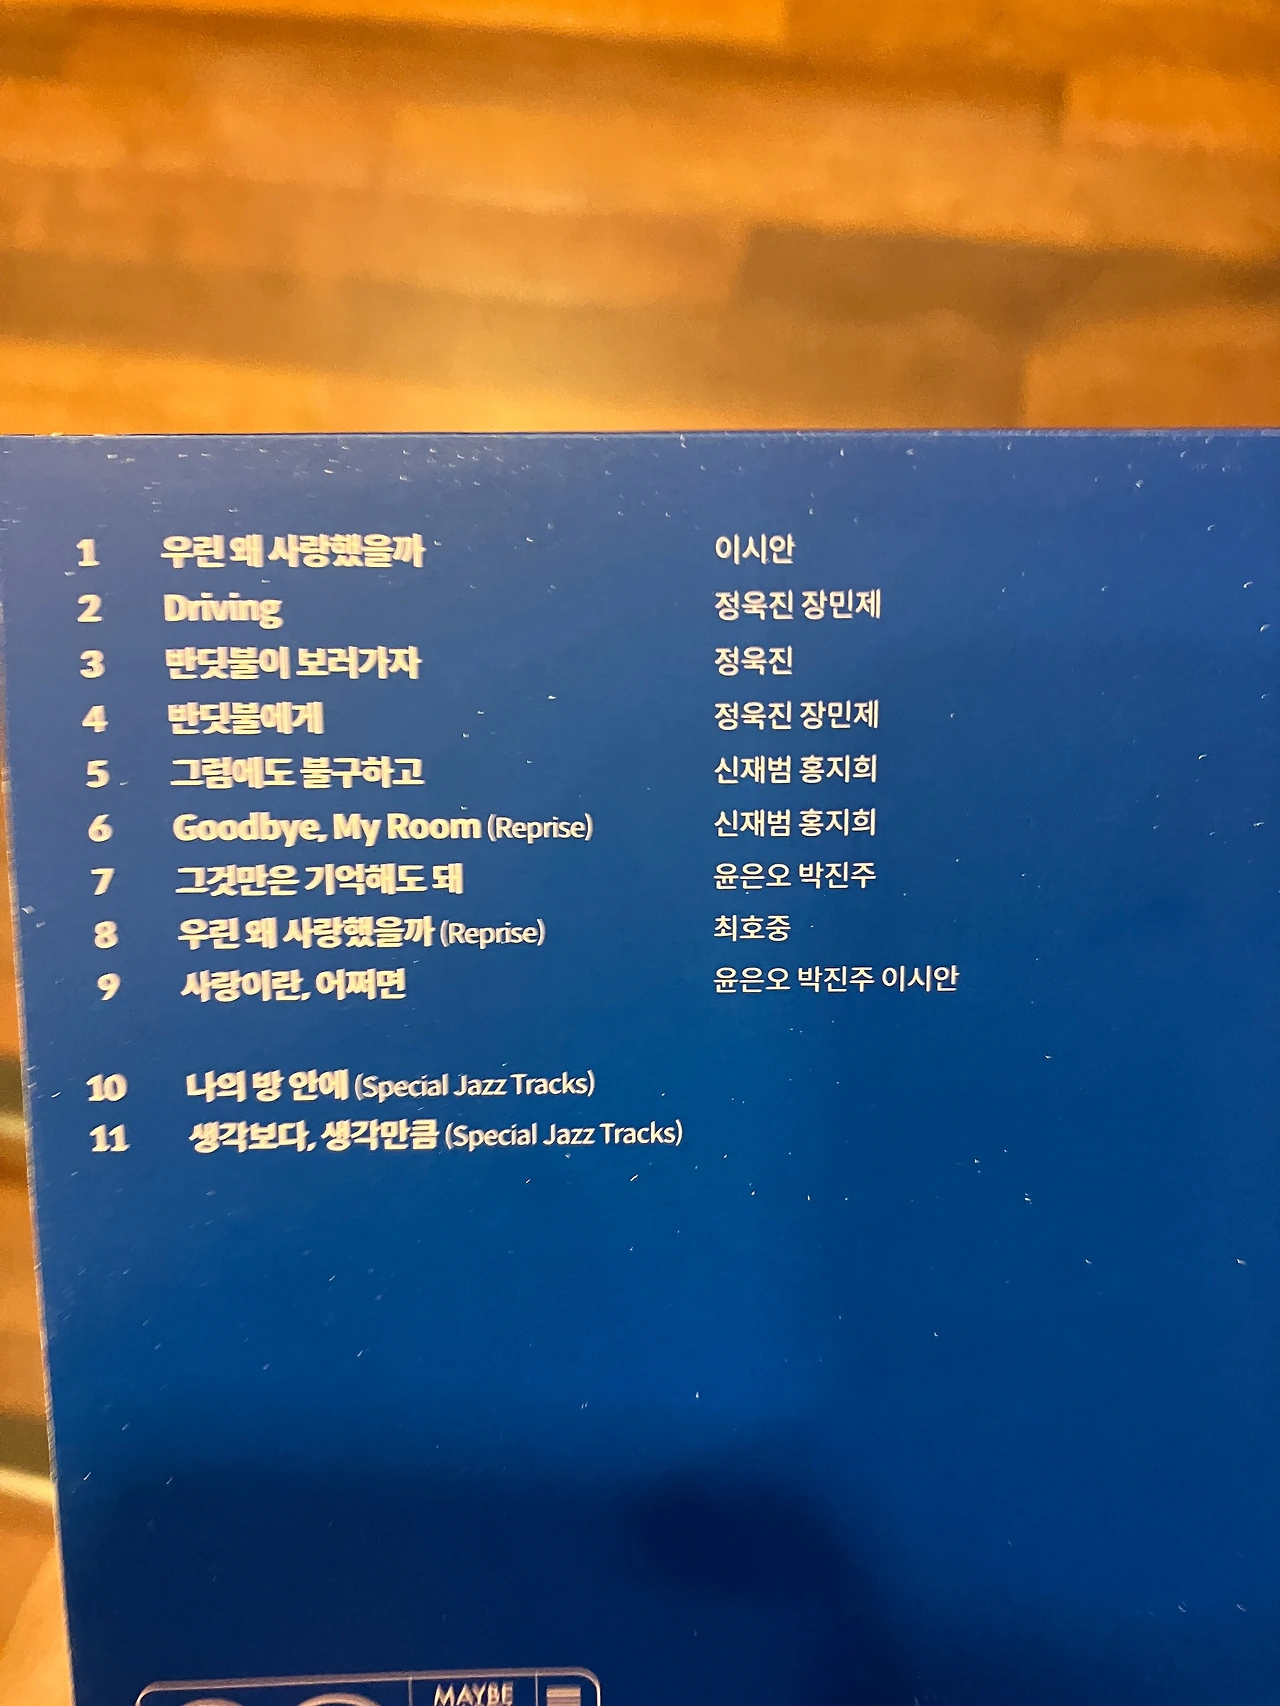 1 우린 왜 사랑했을까 이시안
2 Driving 정욱진 장민제
3 반딧불이 보러가자 정욱진
4 반딧불에게 정욱진 장민제
5 그럼에도 불구하고 신재범 홍지희
6 Goodbye, My Room (Reprise) 신재범 홍지희
7 그것만은 기억해도 돼 윤은오 박진주
8 우린 왜 사랑했을까 (Reprise) 최호중
9 사랑이란, 어쩌면 윤은오 박진주 이시안
10 나의 방 안에 (Special Jazz Tracks)
11 생각보다, 생각만큼 (Special Jazz Tracks)
MAYBE